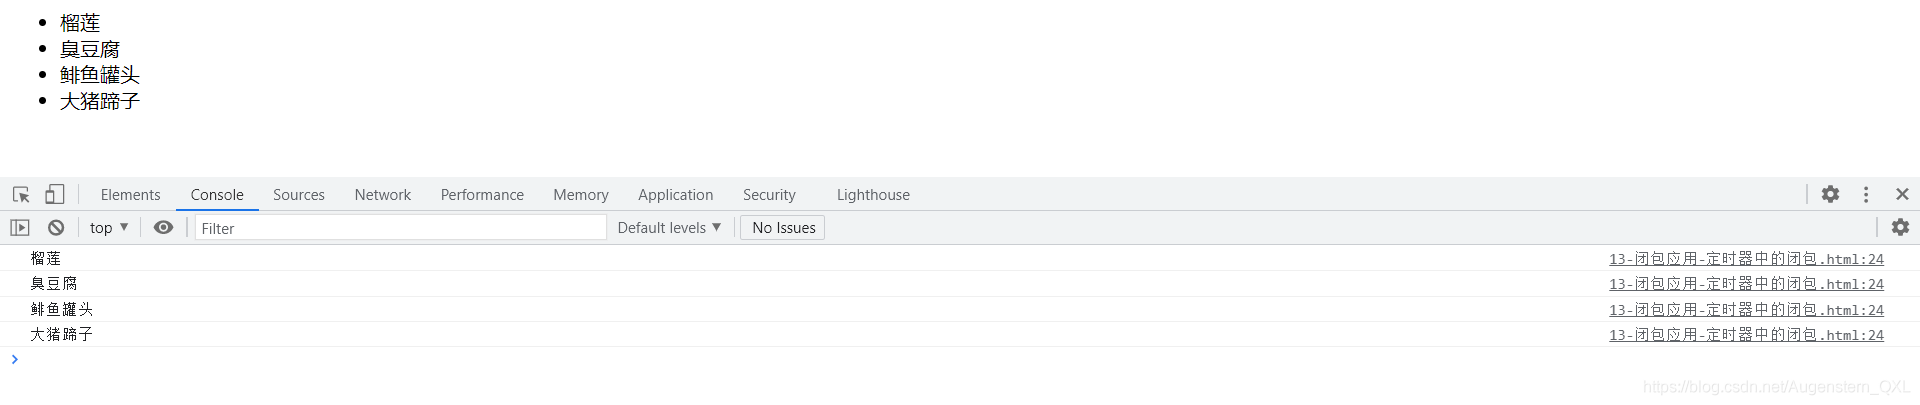 榴莲
臭豆腐
鲱鱼罐头
大猪蹄子
Elements Console Sources Network Performance Memory Application Security Lighthouse
top Filter Default levels No Issues
榴莲 13-闭包应用-定时器中的闭包.html:24
臭豆腐 13-闭包应用-定时器中的闭包.html:24
鲱鱼罐头 13-闭包应用-定时器中的闭包.html:24
大猪蹄子 13-闭包应用-定时器中的闭包.html:24
https://blog.csdn.net/Augenstern_QXL